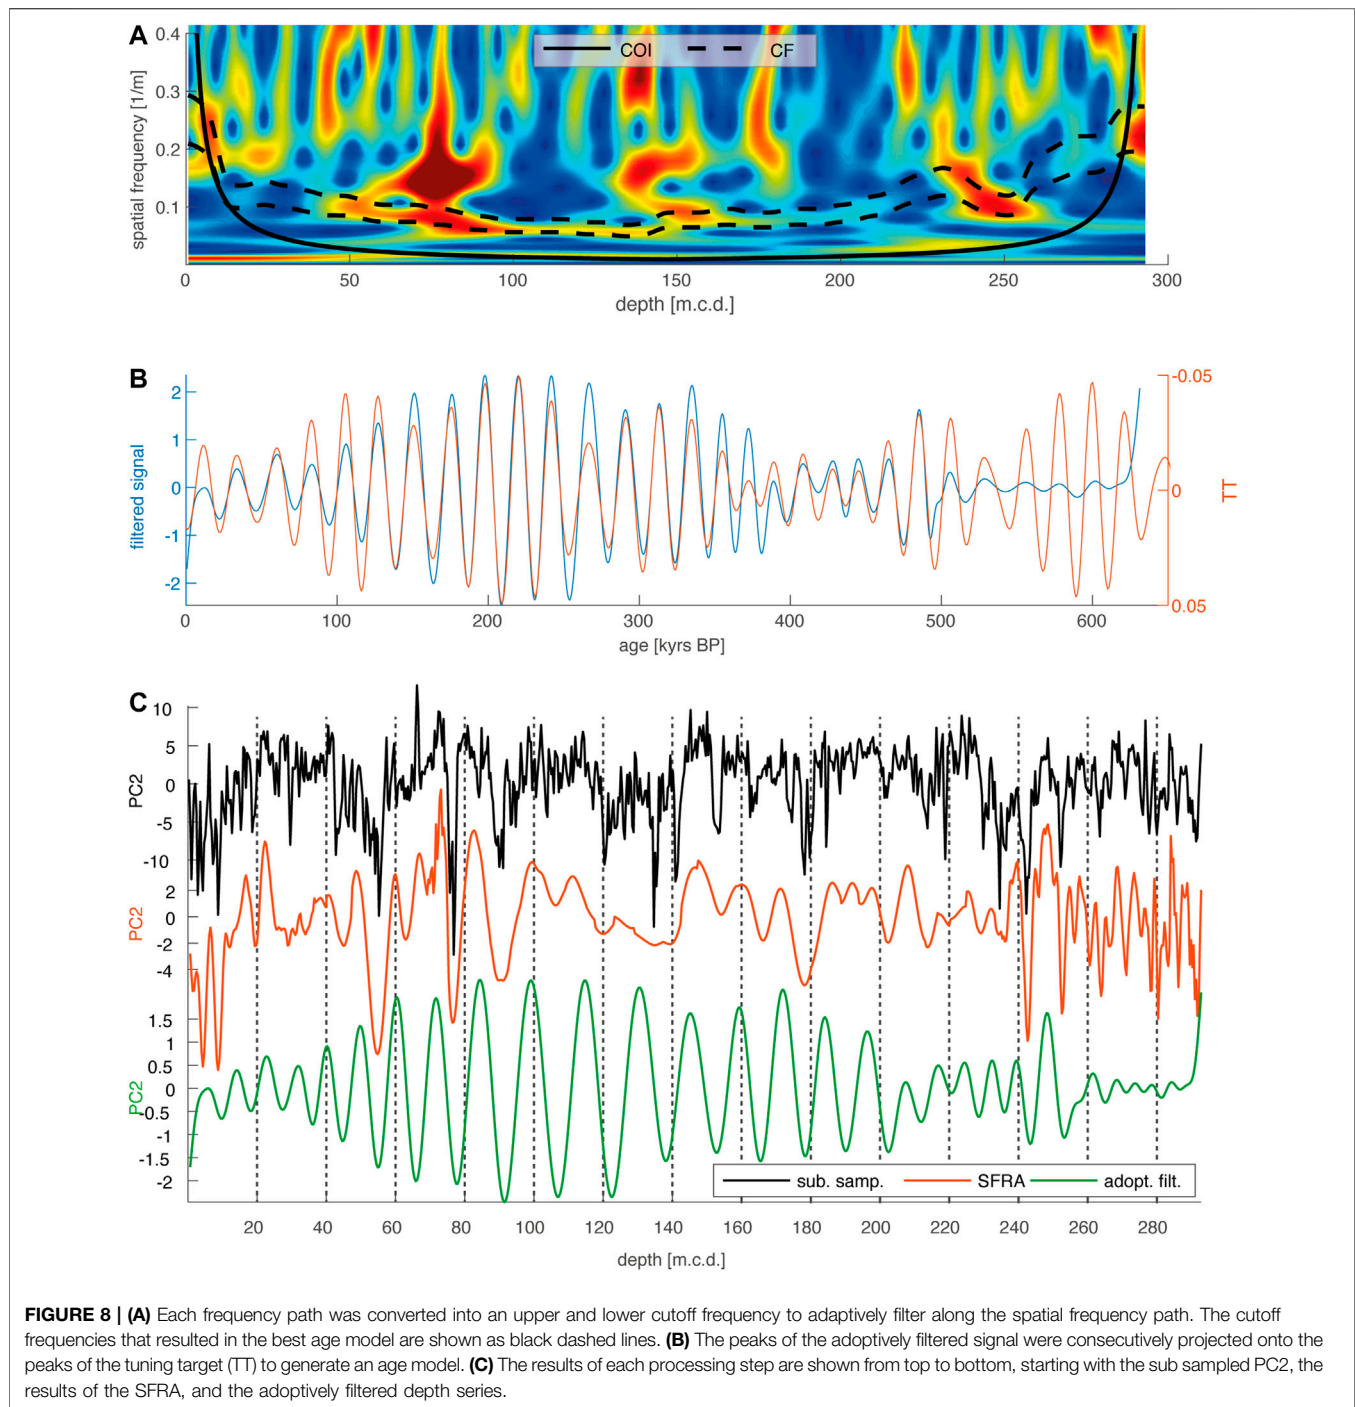 A
0.4
0.3
0.2
0.1
spatial frequency [1/m]
COI
CF
0
50
100
150
200
250
300
depth [m.c.d.]
B
2
1
0
-1
-2
filtered signal
-0.05
0
0.05
TT
0
100
200
300
400
500
600
age [kyrs BP]
C
10
5
0
-5
-10
PC2
2
0
-2
-4
PC2
1.5
1
0.5
0
-0.5
-1
-1.5
-2
PC2
sub. samp.
SFRA
adopt. filt.
20
40
60
80
100
120
140
160
180
200
220
240
260
280
depth [m.c.d.]
FIGURE 8 | (A) Each frequency path was converted into an upper and lower cutoff frequency to adaptively filter along the spatial frequency path. The cutoff
frequencies that resulted in the best age model are shown as black dashed lines. (B) The peaks of the adoptively filtered signal were consecutively projected onto the
peaks of the tuning target (TT) to generate an age model. (C) The results of each processing step are shown from top to bottom, starting with the sub sampled PC2, the
results of the SFRA, and the adoptively filtered depth series.